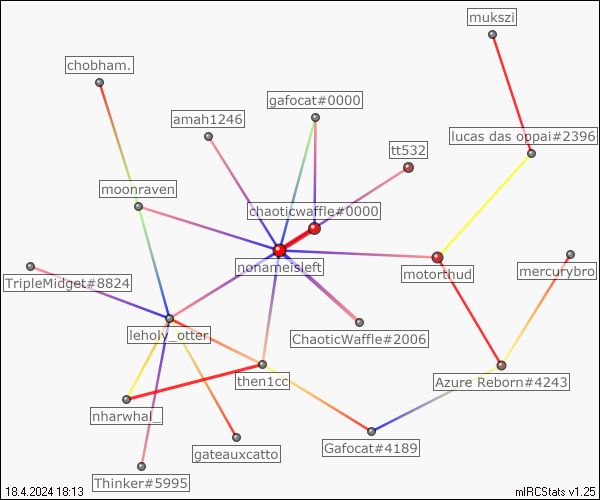 mukszi
chobham.
gafocat#0000
amah1246
lucas das oppai#2396
tt532
moonraven
chaoticwaffle#0000
nonameisleft
motorthud
mercurybro
TripleMidget#8824
leholy_otter
ChaoticWaffle#2006
then1cc
Azure Reborn#4243
nharwhal_
gateauxcatto
Gafocat#4189
Thinker#5995
18.4.2024 18:13
mIRCStats v1.25